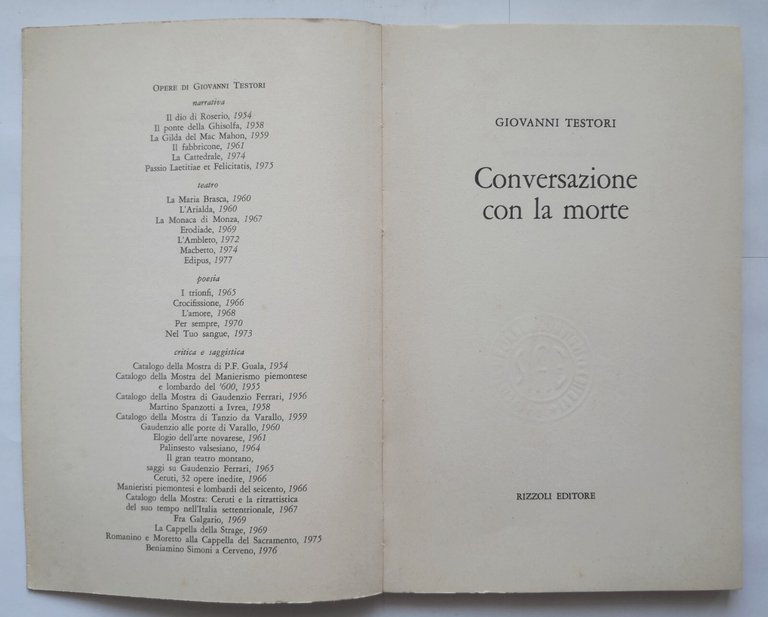 OPERE DI GIOVANNI TESTORI
narrativa
Il dio di Roserio, 1954
Il ponte della Ghisolfa, 1958
La Gilda del Mac Mahon, 1959
Il fabbricone, 1961
La Cattedrale, 1974
Passio Laetitiae et Felicitatis, 1975
teatro
La Maria Brasca, 1960
L'Arialda, 1960
La Monaca di Monza, 1967
Erodiade, 1969
L'Ambleto, 1972
Macbetto, 1974
Edipus, 1977
poesia
I trionfi, 1965
Crocifissione, 1966
L'amore, 1968
Per sempre, 1970
Nel Tuo sangue, 1973
critica e saggistica
Catalogo della Mostra di P.F. Guala, 1954
Catalogo della Mostra del Manierismo piemontese
e lombardo del '600, 1955
Catalogo della Mostra di Gaudenzio Ferrari, 1956
Martino Spanzotti a Ivrea, 1958
Catalogo della Mostra di Tanzio da Varallo, 1959
Gaudenzio alle porte di Varallo, 1960
Elogio dell'arte novarese, 1961
Palinsesto valsesiano, 1964
Il gran teatro montano,
saggi su Gaudenzio Ferrari, 1965
Ceruti, 32 opere inedite, 1966
Manieristi piemontesi e lombardi del seicento, 1966
Catalogo della Mostra: Ceruti e la ritrattistica
del suo tempo nell'Italia settentrionale, 1967
Fra Galgario, 1969
La Cappella della Strage, 1969
Romanino e Moretto alla Cappella del Sacramento, 1975
Beniamino Simoni a Cerveno, 1976
GIOVANNI TESTORI
Conversazione
con la morte
RIZZOLI EDITORE